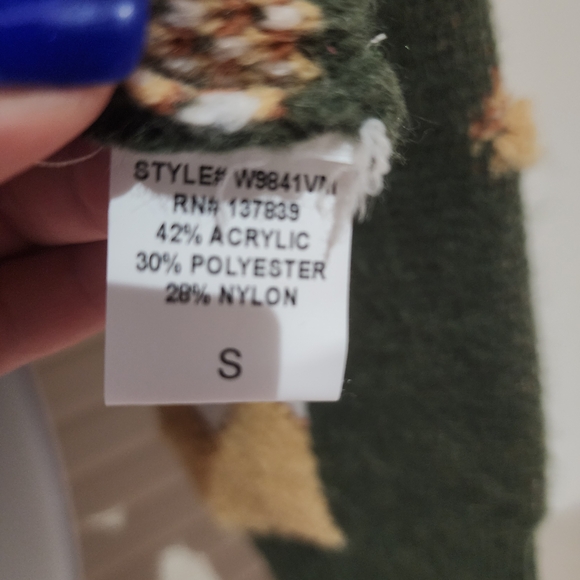 STYLE# W9841VM
RN# 137839
42% ACRYLIC
30% POLYESTER
28% NYLON
S